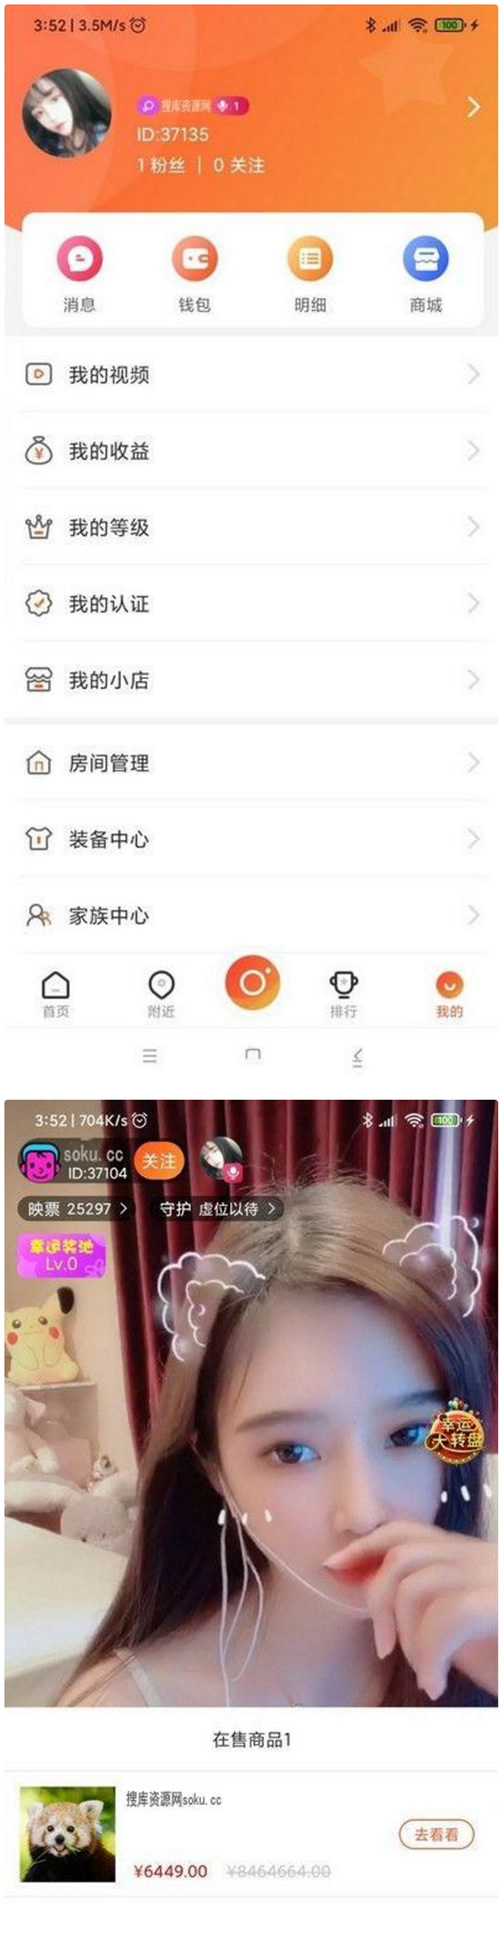 3:52 | 3.5M/s
100
搜库资源网 1
ID:37135
1 粉丝 | 0 关注
消息 钱包 明细 商城
我的视频
我的收益
我的等级
我的认证
我的小店
房间管理
装备中心
家族中心
首页 附近 排行 我的
3:52 | 704K/s
100
soku. cc
ID:37104
关注
映票 25297 守护 虚位以待
幸运奖池
Lv.0
幸运
大转盘
在售商品1
搜库资源网soku. cc
去看看
¥6449.00 ¥8464664.00